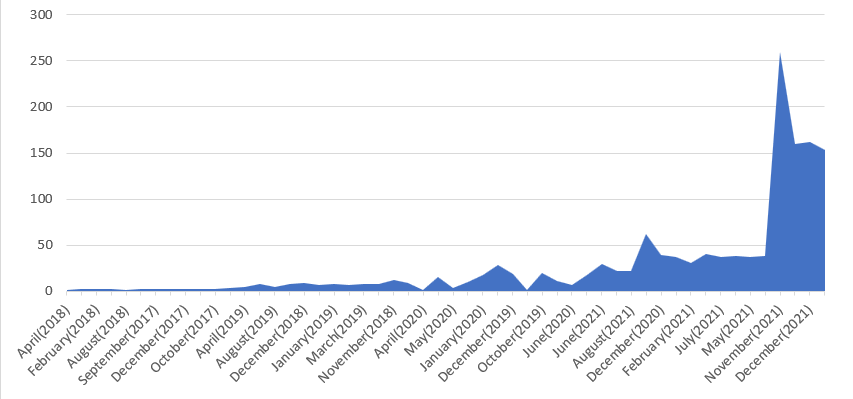 300
250
200
150
100
50
0
April(2018)
February(2018)
August(2018)
September(2017)
December(2017)
October(2017)
April(2019)
August(2019)
December(2018)
January(2019)
March(2019)
November(2018)
April(2020)
May(2020)
January(2020)
December(2019)
October(2019)
June(2020)
June(2021)
August(2021)
December(2020)
February(2021)
July(2021)
May(2021)
November(2021)
December(2021)